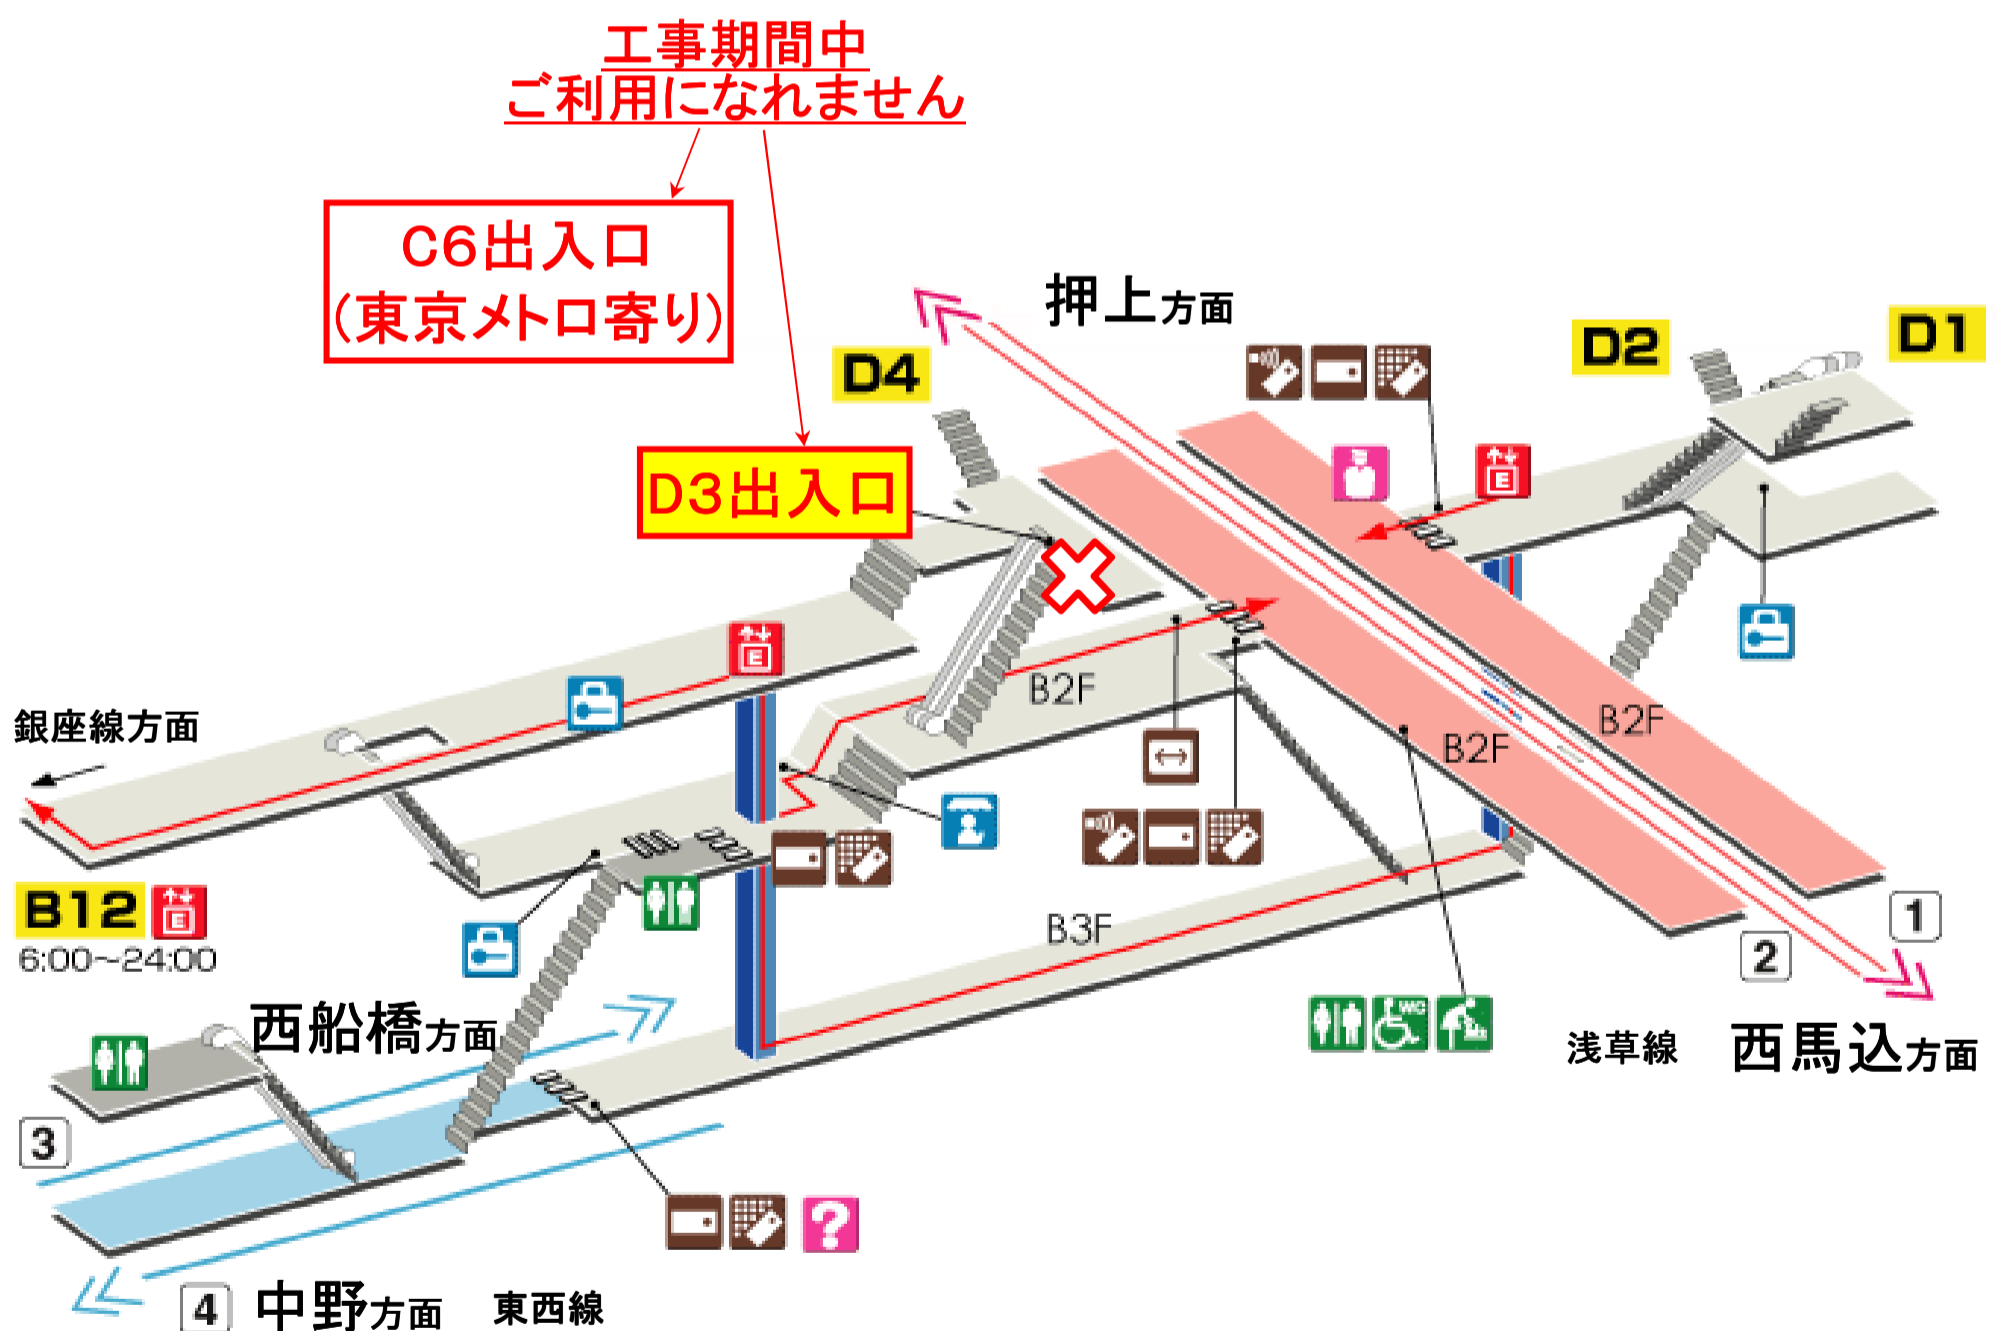 工事期間中
ご利用になれません
C6出入口
(東京メトロ寄り)
押上方面
D2
D1
D4
D3出入口
E
E
B2F
B2F
B2F
銀座線方面
B12
E
6:00~24:00
B3F
1
2
西船橋方面
WC
浅草線
西馬込方面
3
?
4
中野方面
東西線